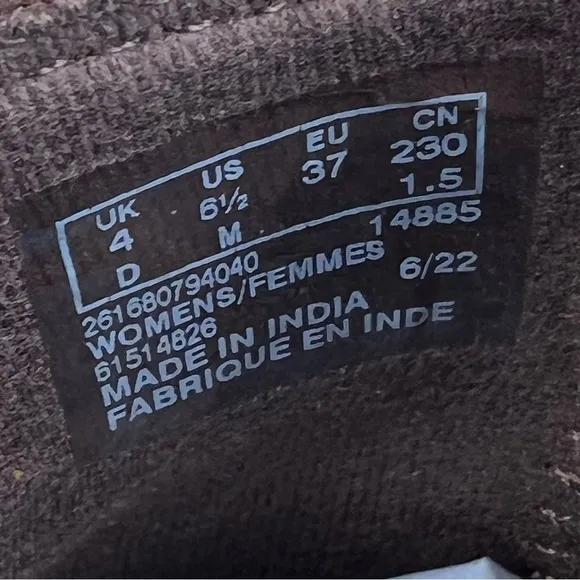 UK US EU CN
4 6½ 37 230
D M 1.5
261680794040 14885
WOMENS/FEMMES
61514826 6/22
MADE IN INDIA
FABRIQUE EN INDE